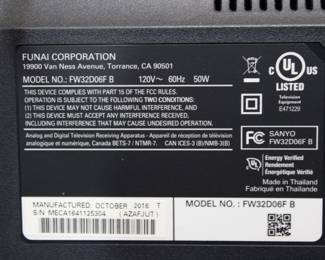 FUNAI CORPORATION
19900 Van Ness Avenue, Torrance, CA 90501
MODEL NO.: FW32D06F B 120V~ 60Hz 50W
THIS DEVICE COMPLIES WITH PART 15 OF THE FCC RULES.
OPERATION IS SUBJECT TO THE FOLLOWING TWO CONDITIONS:
(1) THIS DEVICE MAY NOT CAUSE HARMFUL INTERFERENCE, AND
(2) THIS DEVICE MUST ACCEPT ANY INTERFERENCE RECEIVED,
INCLUDING INTERFERENCE THAT MAY CAUSE UNDESIRED OPERATION.
Analog and Digital Television Receiving Apparatus - Appareil de réception de télévision
analogique et numérique, Canada BETS-7 / NTMR-7. CAN ICES-3 (B)/NMB-3(B)
c UL US
LISTED
Television
Equipment
E471229
FC SANYO
FW32D06F B
Energy Verified
Rendement
Énergétique Vérifié
Made in Thailand
Fabriqué en Thaïlande
MANUFACTURED: OCTOBER 2016 T
S/N: MECA1641125304 (AZAFJUT)
MODEL NO. : FW32D06F B